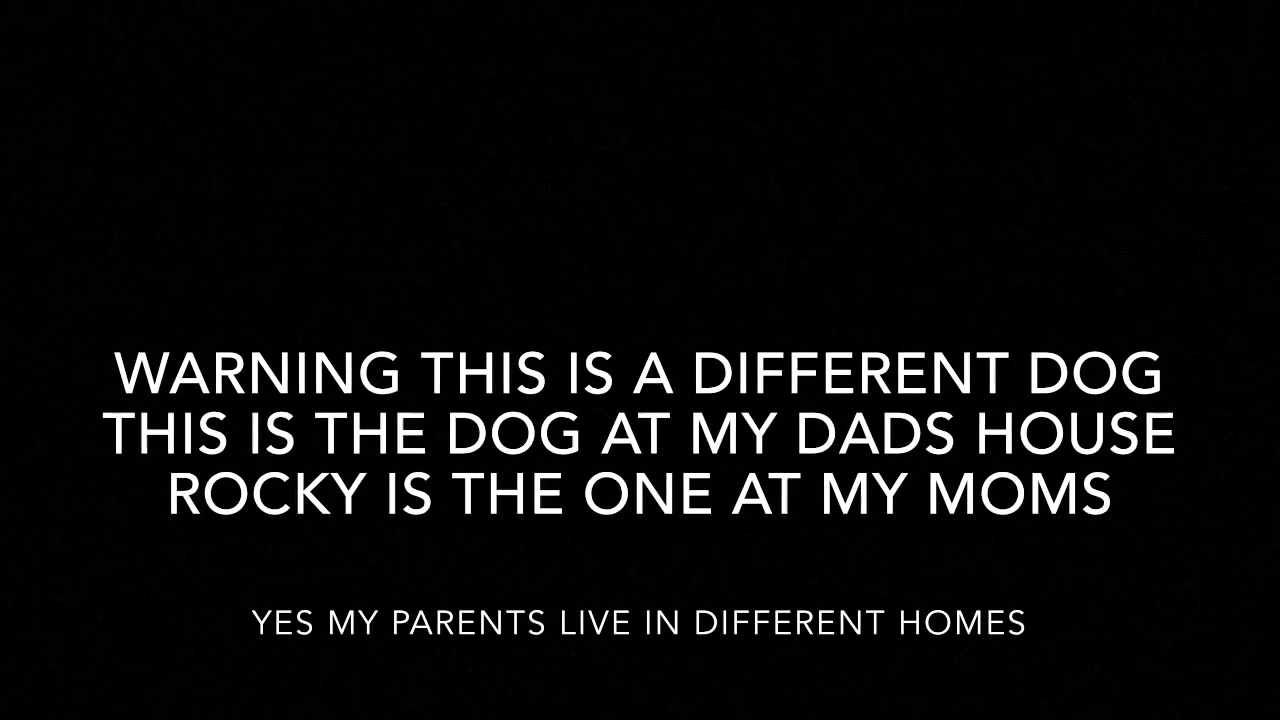 WARNING THIS IS A DIFFERENT DOG
THIS IS THE DOG AT MY DADS HOUSE
ROCKY IS THE ONE AT MY MOMS
YES MY PARENTS LIVE IN DIFFERENT HOMES